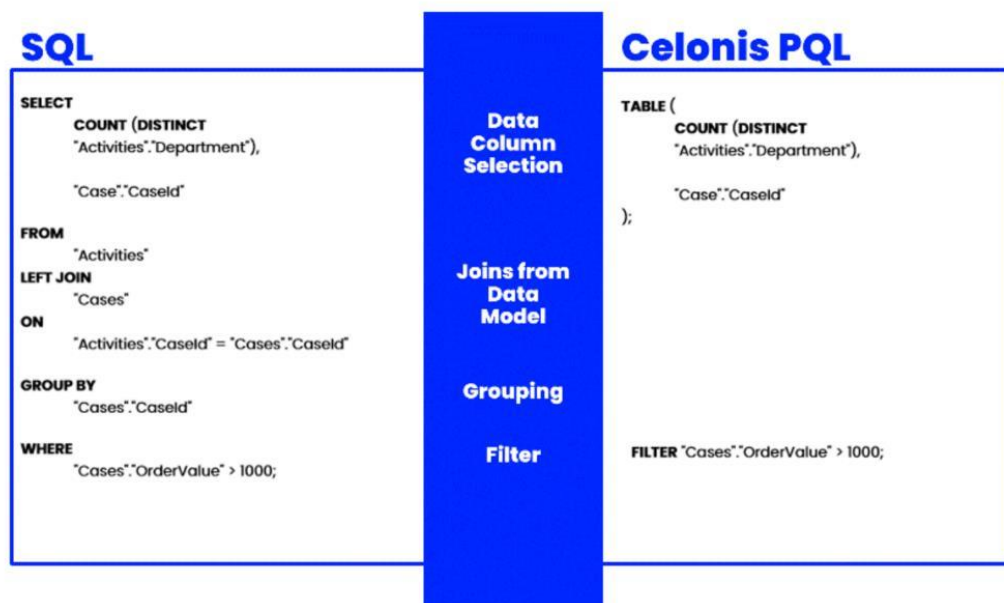 SQL
SELECT
COUNT (DISTINCT
"Activities"."Department"),
"Case"."CaseId"
FROM
"Activities"
LEFT JOIN
"Cases"
ON
"Activities"."CaseId" = "Cases"."CaseId"
GROUP BY
"Cases"."CaseId"
WHERE
"Cases"."OrderValue" > 1000;
Data
Column
Selection
Joins from
Data
Model
Grouping
Filter
Celonis PQL
TABLE (
COUNT (DISTINCT
"Activities"."Department"),
"Case"."CaseId"
);
FILTER "Cases"."OrderValue" > 1000;